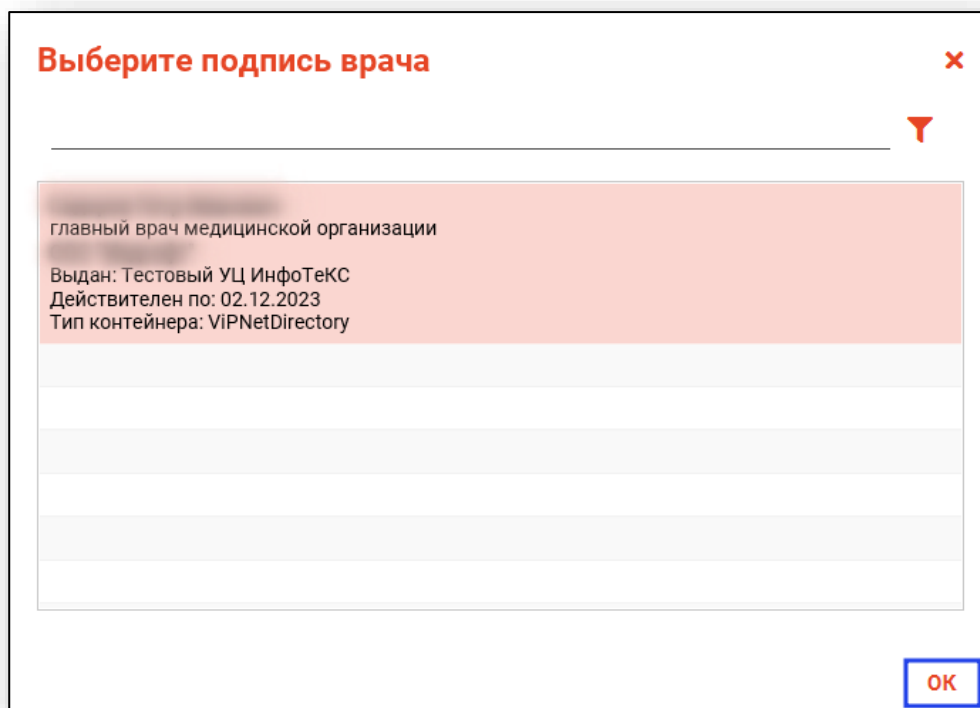 Выберите подпись врача
главный врач медицинской организации
Выдан: Тестовый УЦ ИнфоТеКС
Действителен по: 02.12.2023
Тип контейнера: ViPNetDirectory
ОК